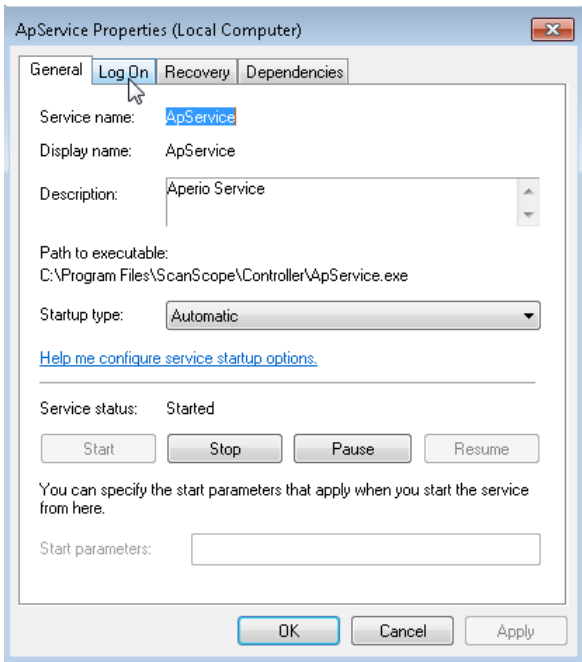 ApService Properties (Local Computer)
General Log On Recovery Dependencies
Service name: ApService
Display name: ApService
Description: Aperio Service
Path to executable:
C:\Program Files\ScanScope\Controller\ApService.exe
Startup type: Automatic
Help me configure service startup options.
Service status: Started
Start Stop Pause Resume
You can specify the start parameters that apply when you start the service
from here.
Start parameters:
OK Cancel Apply